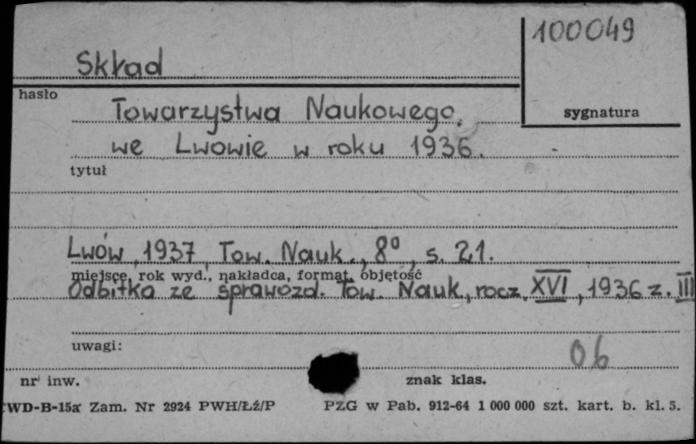 100049
Skład
hasło
Towarzystwa Naukowego.
sygnatura
we Lwowie w roku 1936.
tytuł
Lwów, 1937, Tow. Nauk., 8⁰, s. 21.
miejsce, rok wyd., nakładca, format, objętość
Odbitka ze sprawozd. Tow. Nauk, rocz. XVI, 1936 z. III
uwagi:
06
nr inw.
znak klas.
WD-B-15a Zam. Nr 2924 PWH/ŁŹ/P PZG w Pab. 912-64 1 000 000 szt. kart. b. kl. 5.